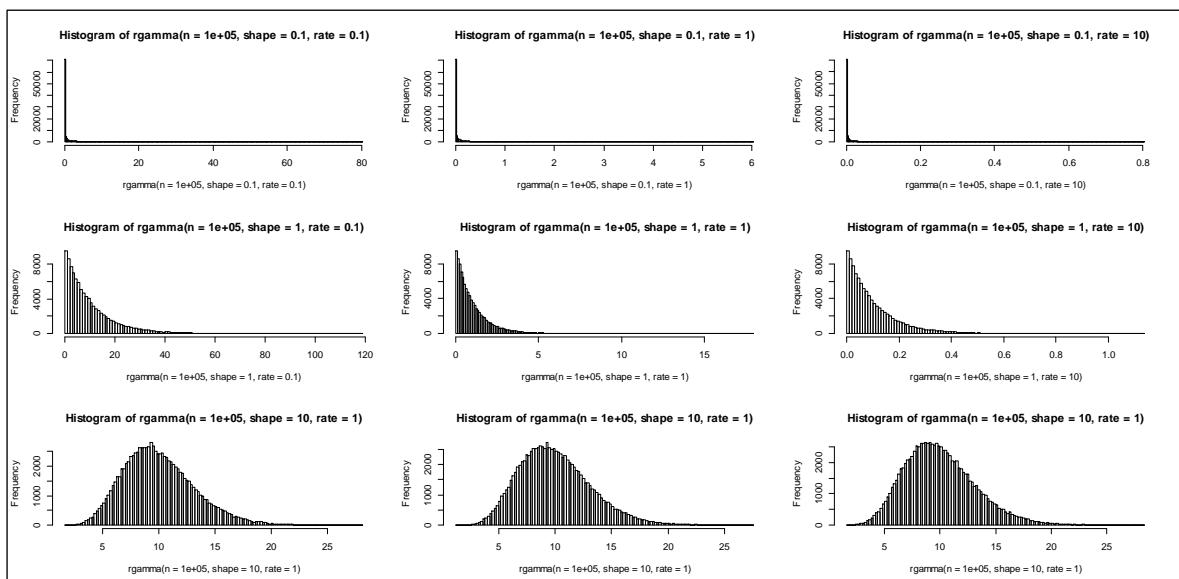 Histogram of rgamma(n = 1e+05, shape = 0.1, rate = 0.1)
Frequency
0 20000 50000
0 20 40 60 80
rgamma(n = 1e+05, shape = 0.1, rate = 0.1)
Histogram of rgamma(n = 1e+05, shape = 0.1, rate = 1)
Frequency
0 20000 50000
0 1 2 3 4 5 6
rgamma(n = 1e+05, shape = 0.1, rate = 1)
Histogram of rgamma(n = 1e+05, shape = 0.1, rate = 10)
Frequency
0 20000 50000
0.0 0.2 0.4 0.6 0.8
rgamma(n = 1e+05, shape = 0.1, rate = 10)
Histogram of rgamma(n = 1e+05, shape = 1, rate = 0.1)
Frequency
0 4000 8000
0 20 40 60 80 100 120
rgamma(n = 1e+05, shape = 1, rate = 0.1)
Histogram of rgamma(n = 1e+05, shape = 1, rate = 1)
Frequency
0 4000 8000
0 5 10 15
rgamma(n = 1e+05, shape = 1, rate = 1)
Histogram of rgamma(n = 1e+05, shape = 1, rate = 10)
Frequency
0 4000 8000
0.0 0.2 0.4 0.6 0.8 1.0
rgamma(n = 1e+05, shape = 1, rate = 10)
Histogram of rgamma(n = 1e+05, shape = 10, rate = 1)
Frequency
0 1000 2000
5 10 15 20 25
rgamma(n = 1e+05, shape = 10, rate = 1)
Histogram of rgamma(n = 1e+05, shape = 10, rate = 1)
Frequency
0 1000 2000
5 10 15 20 25
rgamma(n = 1e+05, shape = 10, rate = 1)
Histogram of rgamma(n = 1e+05, shape = 10, rate = 1)
Frequency
0 1000 2000
5 10 15 20 25
rgamma(n = 1e+05, shape = 10, rate = 1)